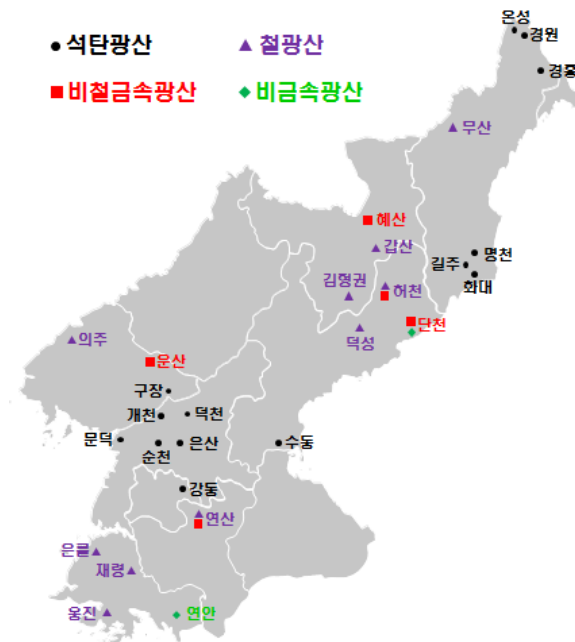 석탄광산
철광산
비철금속광산
비금속광산
온성
경원
경흥
무산
혜산
갑산
명천
길주
화대
김형권
허천
단천
덕성
의주
운산
구장
개천
덕천
문덕
순천
은산
수동
강동
연산
은률
재령
웅진
연안